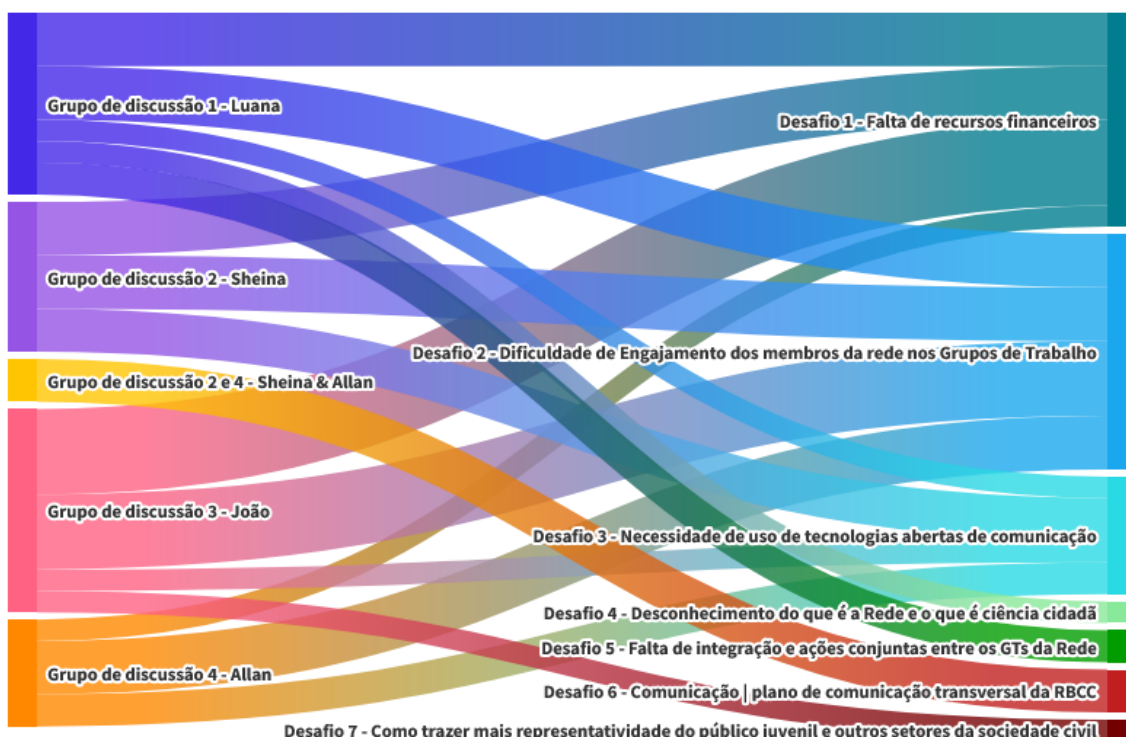 Grupo de discussão 1 - Luana
Desafio 1 - Falta de recursos financeiros
Grupo de discussão 2 - Sheina
Desafio 2 - Dificuldade de Engajamento dos membros da rede nos Grupos de Trabalho
Grupo de discussão 2 e 4 - Sheina & Allan
Grupo de discussão 3 - João
Desafio 3 - Necessidade de uso de tecnologias abertas de comunicação
Desafio 4 - Desconhecimento do que é a Rede e o que é ciência cidadã
Desafio 5 - Falta de integração e ações conjuntas entre os GTs da Rede
Grupo de discussão 4 - Allan
Desafio 6 - Comunicação | plano de comunicação transversal da RBCC
Desafio 7 - Como trazer mais representatividade do público juvenil e outros setores da sociedade civil